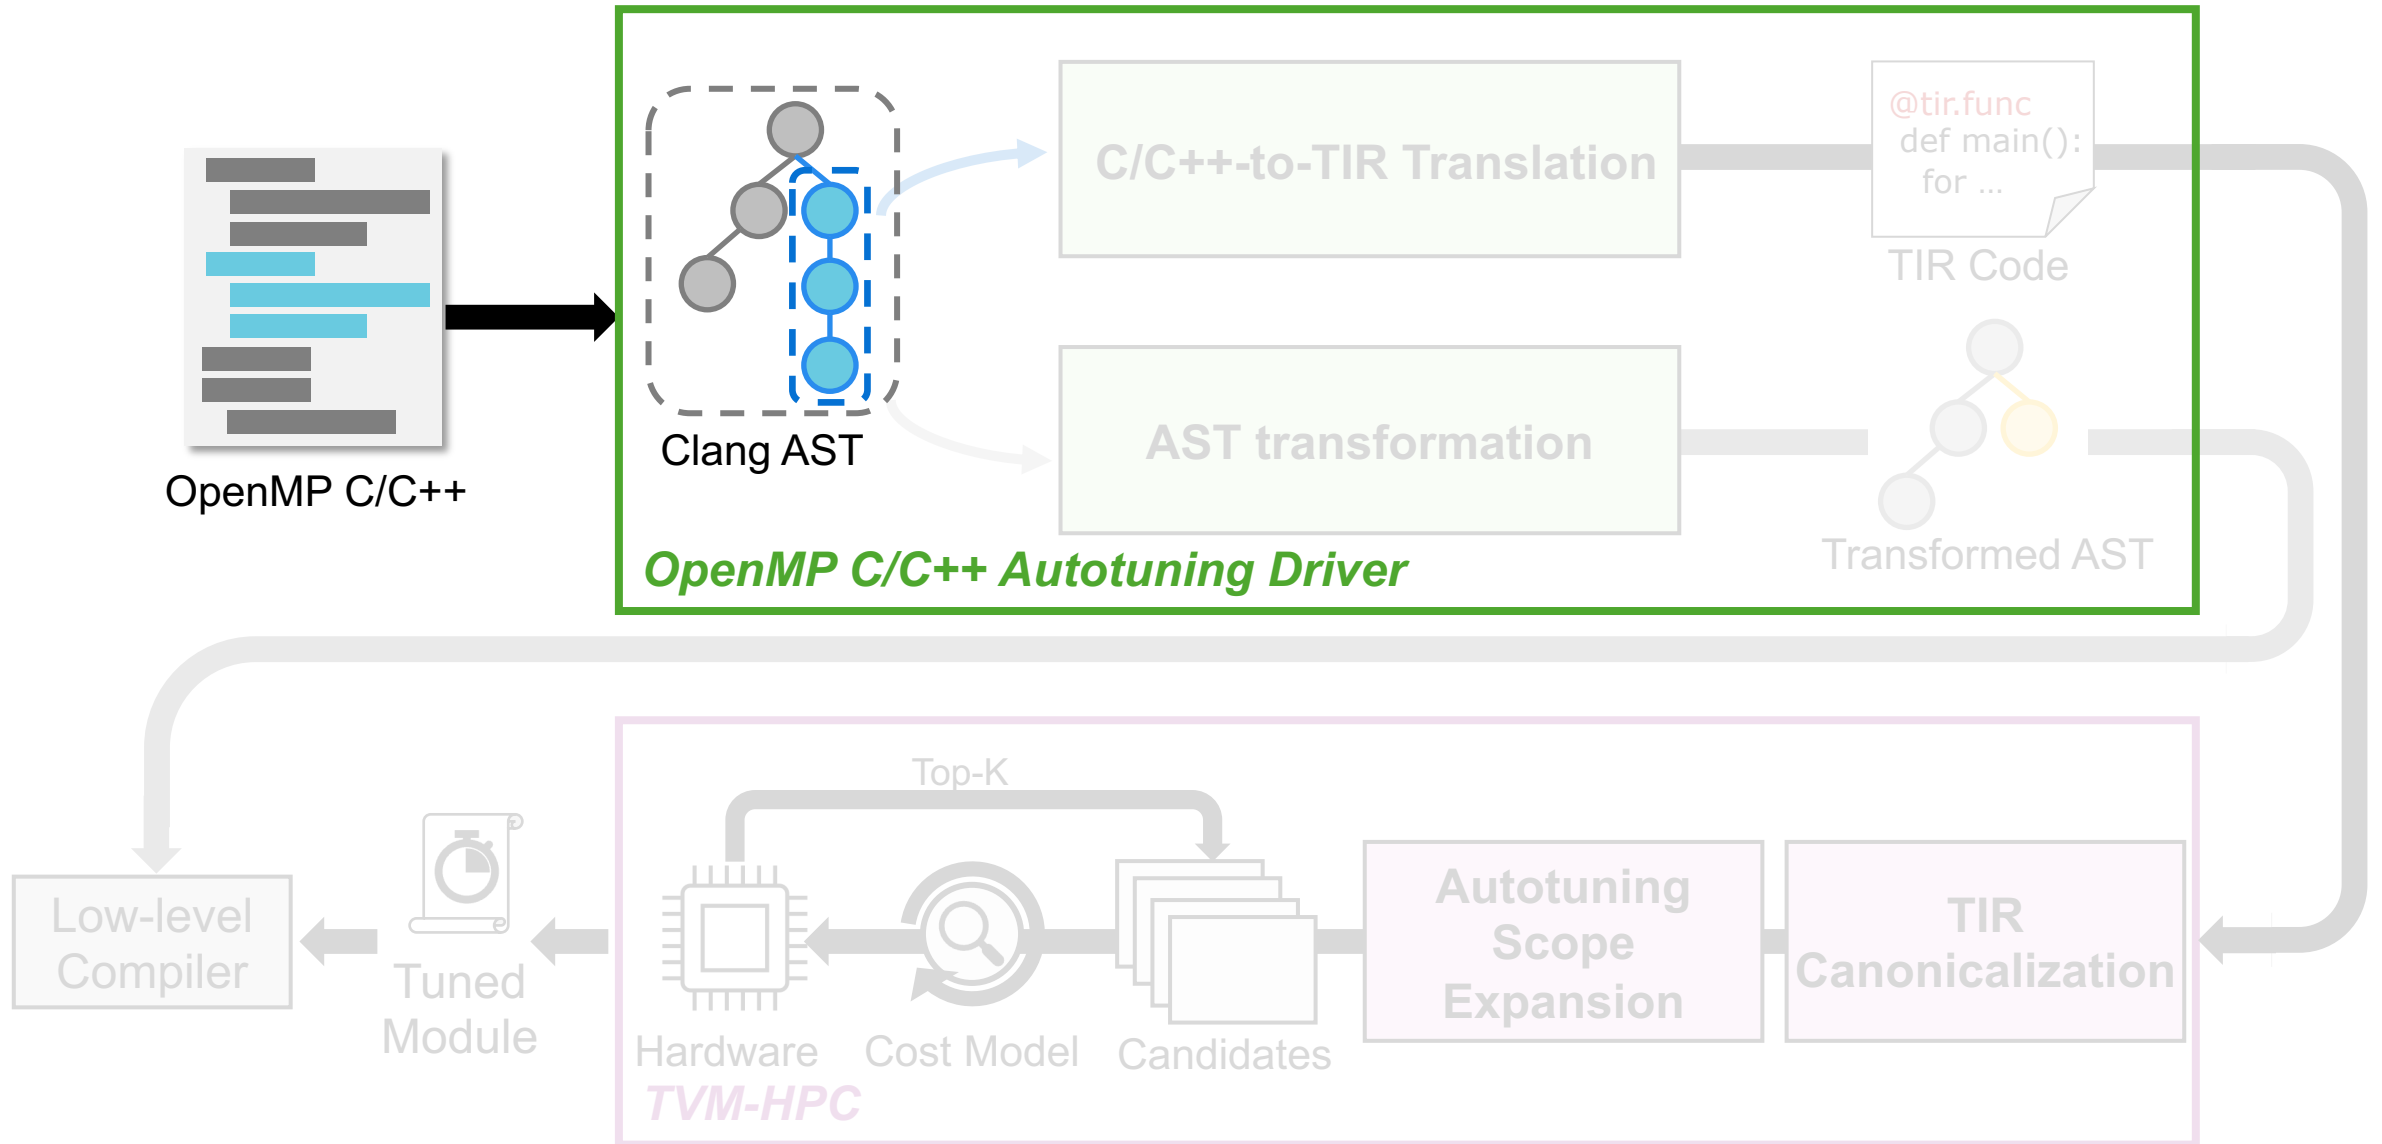 C/C++-to-TIR Translation
@tir.func
def main():
for ...
TIR Code
Clang AST
OpenMP C/C++
AST transformation
Transformed AST
OpenMP C/C++ Autotuning Driver
Top-K
Low-level
Compiler
Tuned
Module
Hardware
Cost Model
Candidates
Autotuning
Scope
Expansion
TIR
Canonicalization
TVM-HPC